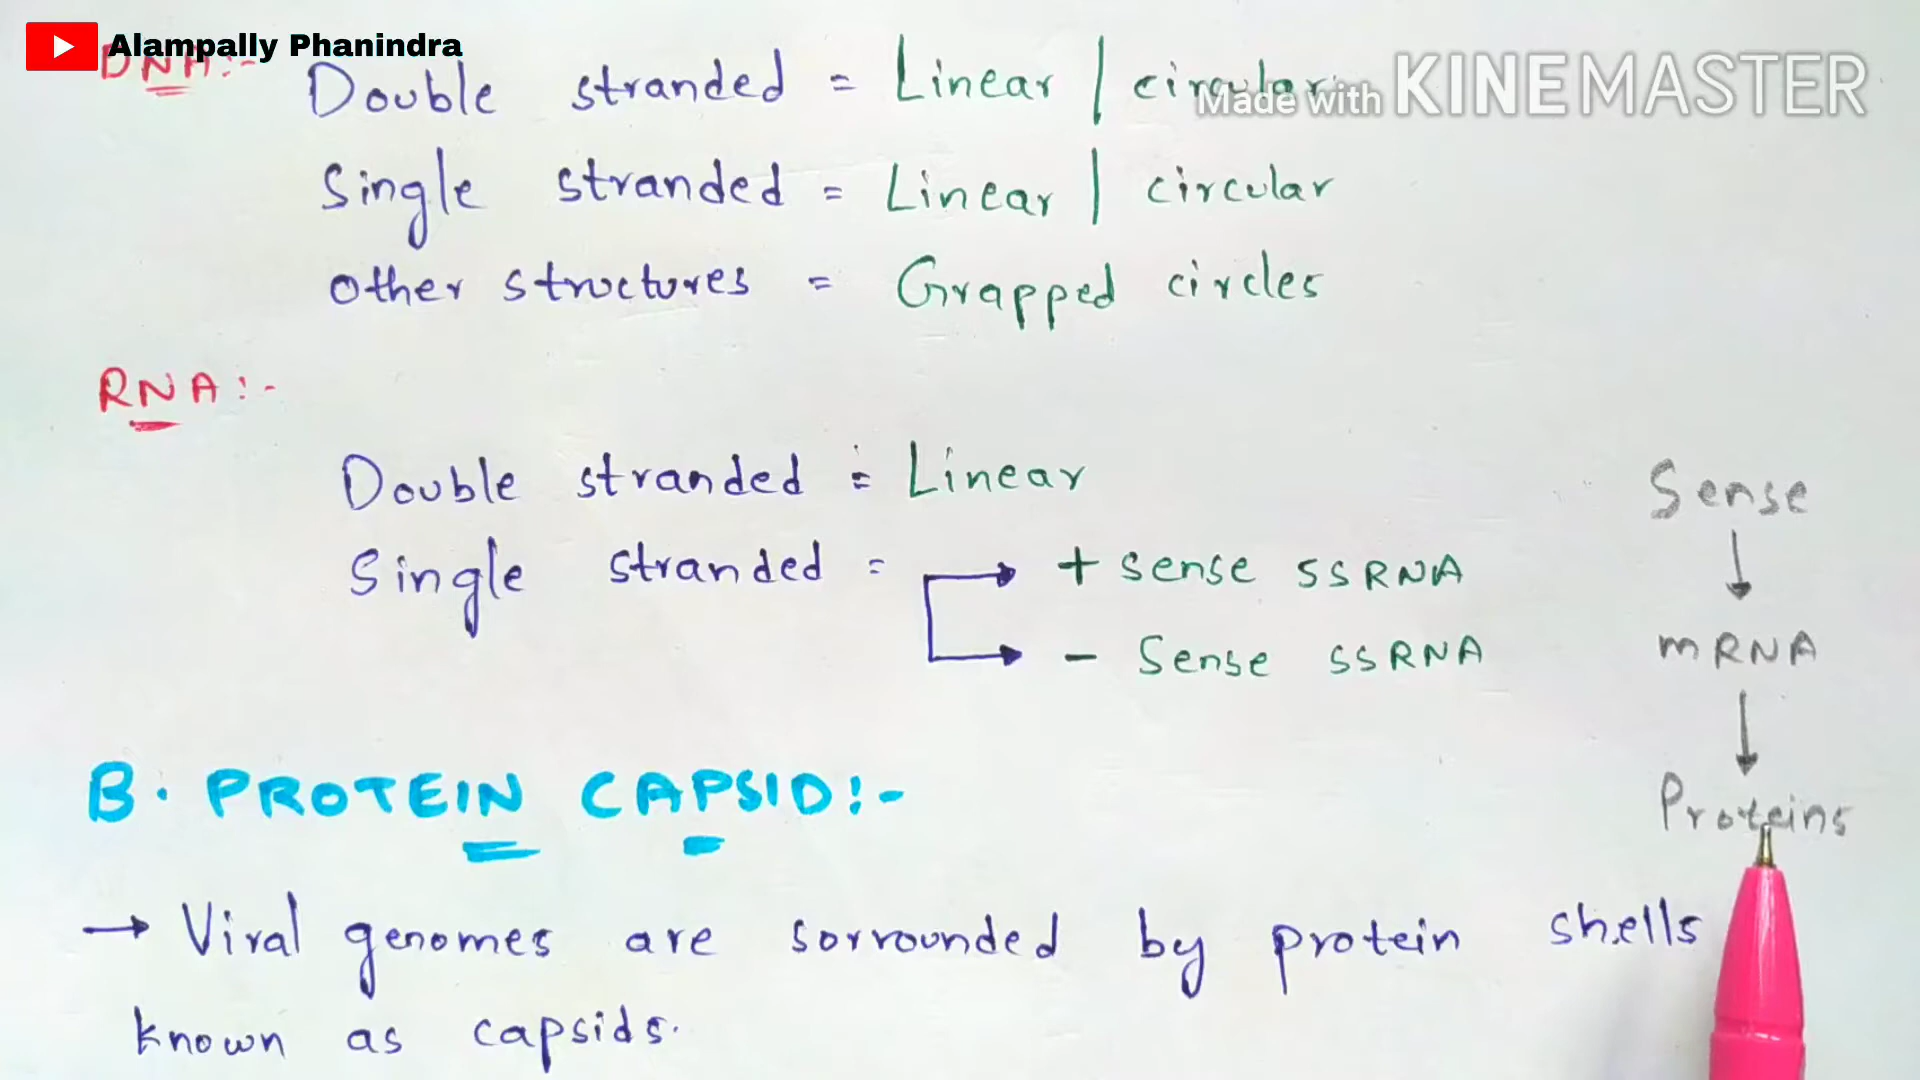 Alampally Phanindra
DNA:-
Double stranded = Linear | circular
Made with KINEMASTER
Single stranded = Linear | circular
other structures = Grapped circles
RNA:-
Double stranded = Linear
Sense
Single stranded = + sense ssRNA
- Sense ssRNA
mRNA
Proteins
B. PROTEIN CAPSID:-
→ Viral genomes are sorrounded by protein shells
known as capsids.